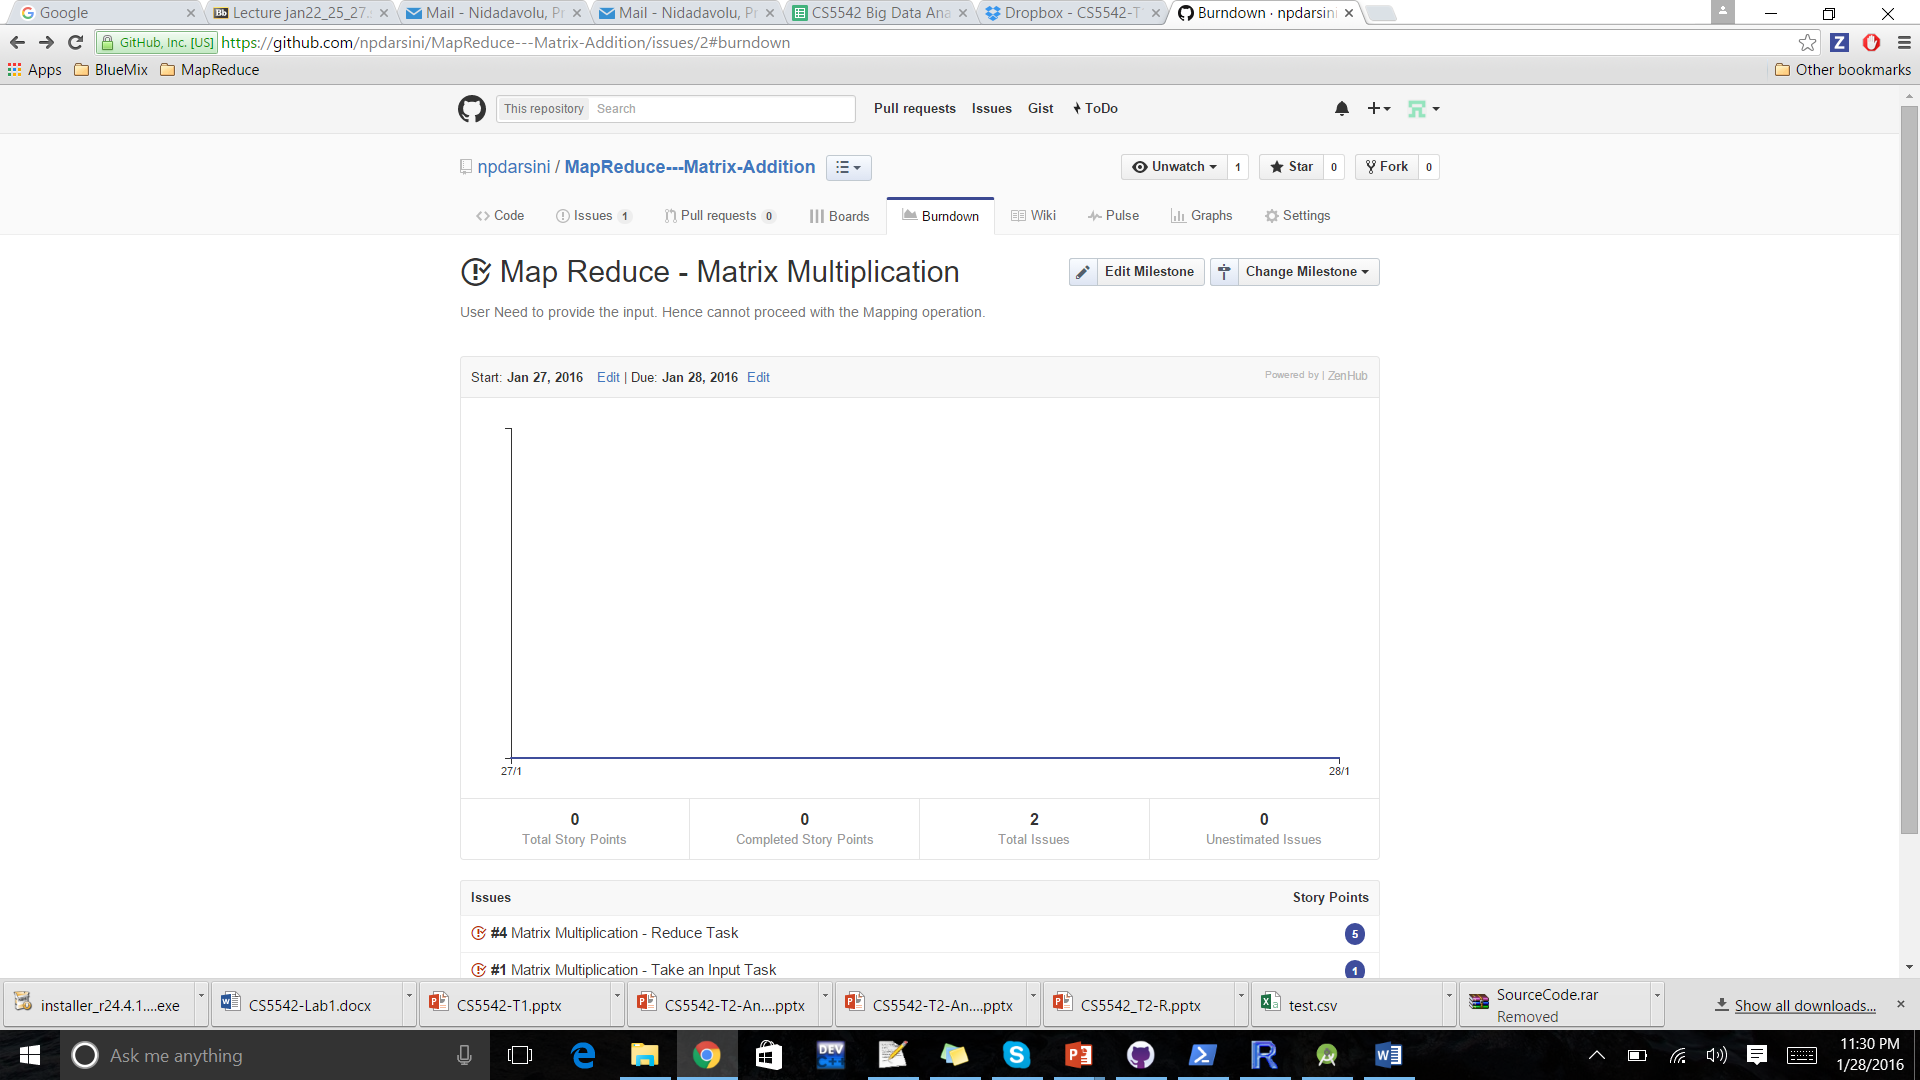 Google
Lecture jan22_25_27.
Mail - Nidadavolu, Pr
Mail - Nidadavolu, Pr
CS5542 Big Data Ana
Dropbox - CS5542-T
Burndown · npdarsini
GitHub, Inc. [US] https://github.com/npdarsini/MapReduce---Matrix-Addition/issues/2#burndown
Apps BlueMix MapReduce Other bookmarks
This repository Search Pull requests Issues Gist ToDo
npdarsini / MapReduce---Matrix-Addition Unwatch 1 Star 0 Fork 0
Code Issues 1 Pull requests 0 Boards Burndown Wiki Pulse Graphs Settings
Map Reduce - Matrix Multiplication Edit Milestone Change Milestone
User Need to provide the input. Hence cannot proceed with the Mapping operation.
Start: Jan 27, 2016 Edit | Due: Jan 28, 2016 Edit Powered by | ZenHub
27/1 28/1
0 0 2 0
Total Story Points Completed Story Points Total Issues Unestimated Issues
Issues Story Points
#4 Matrix Multiplication - Reduce Task 5
#1 Matrix Multiplication - Take an Input Task 1
installer_r24.4.1....exe CS5542-Lab1.docx CS5542-T1.pptx CS5542-T2-An....pptx CS5542-T2-An....pptx CS5542_T2-R.pptx test.csv SourceCode.rar Show all downloads...
Removed
Ask me anything DEV 11:30 PM
1/28/2016